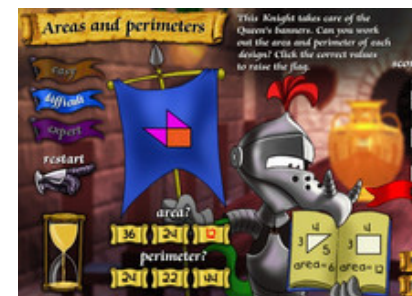 Areas and perimeters
This Knight takes care of the
Queen's banners. Can you work
out the area and perimeter of each
design? Click the correct values
to raise the flag.
easy
difficult
expert
restart
area?
36 24 12
perimeter?
24 22 44
4
3
5
area=6
4
3
area=12